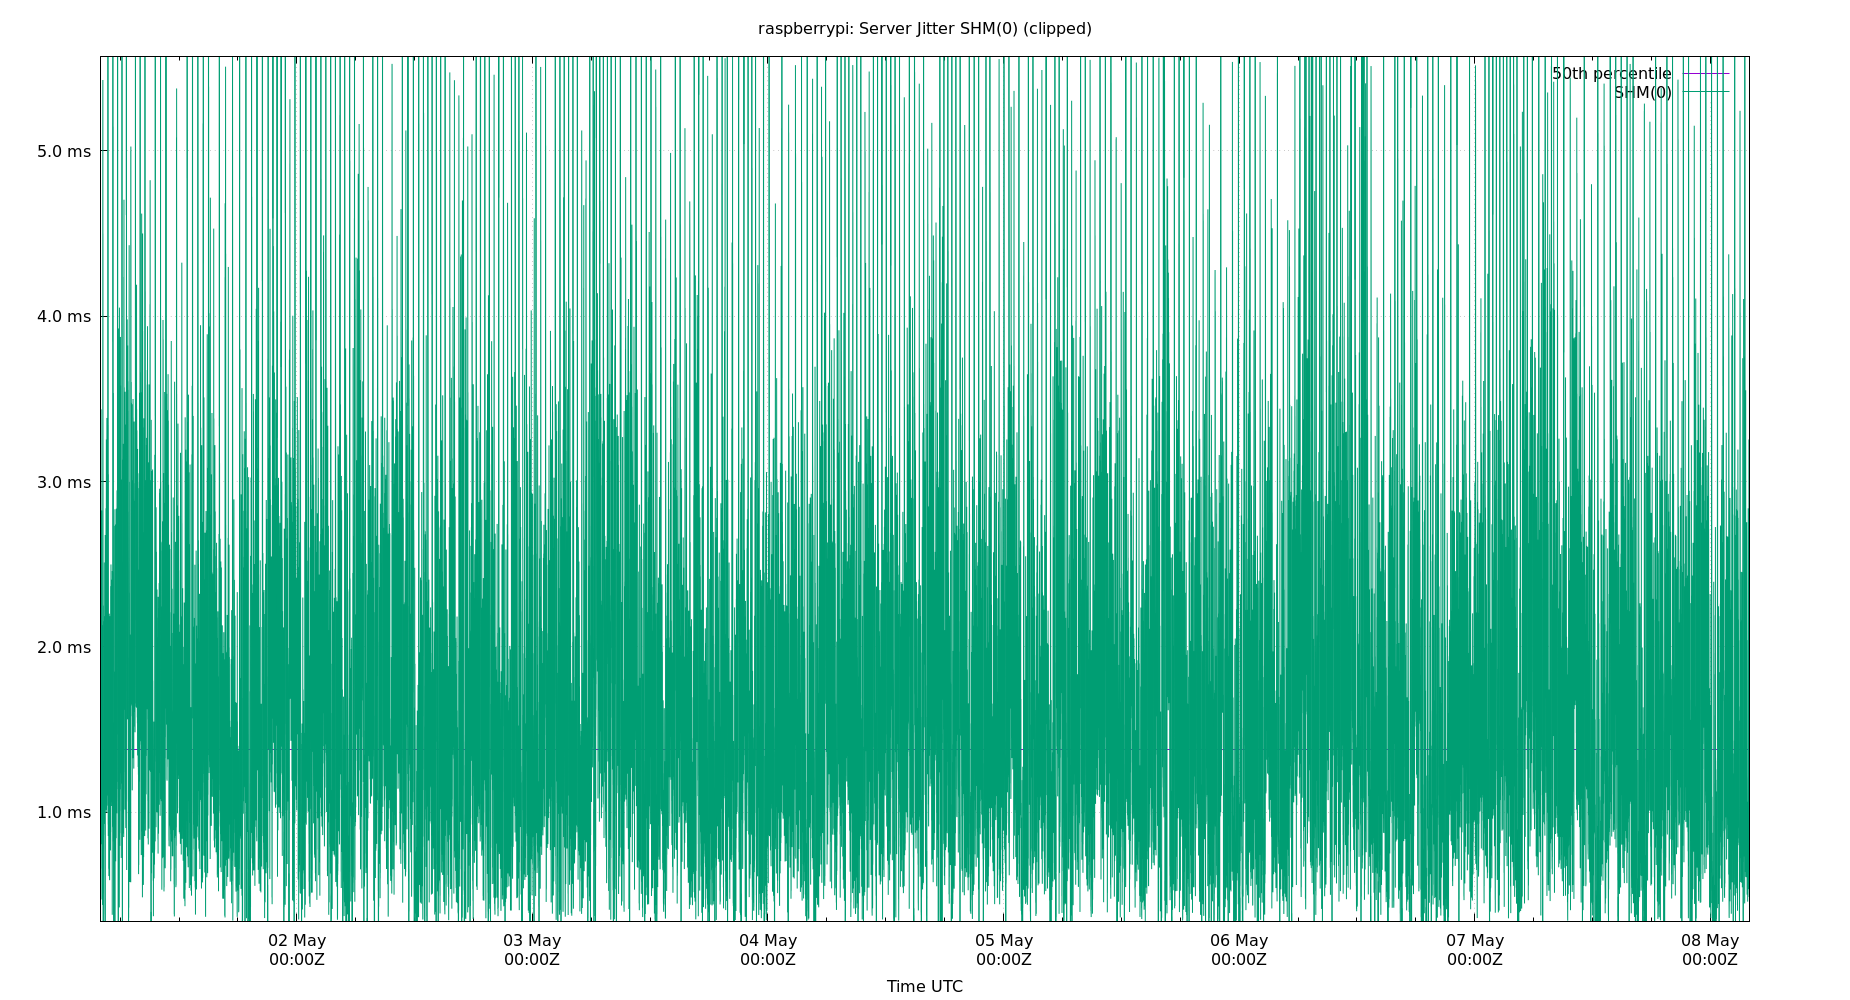 raspberrypi: Server Jitter SHM(0) (clipped)
50th percentile
SHM(0)
5.0 ms
4.0 ms
3.0 ms
2.0 ms
1.0 ms
02 May 03 May 04 May 05 May 06 May 07 May 08 May
00:00Z 00:00Z 00:00Z 00:00Z 00:00Z 00:00Z 00:00Z
Time UTC